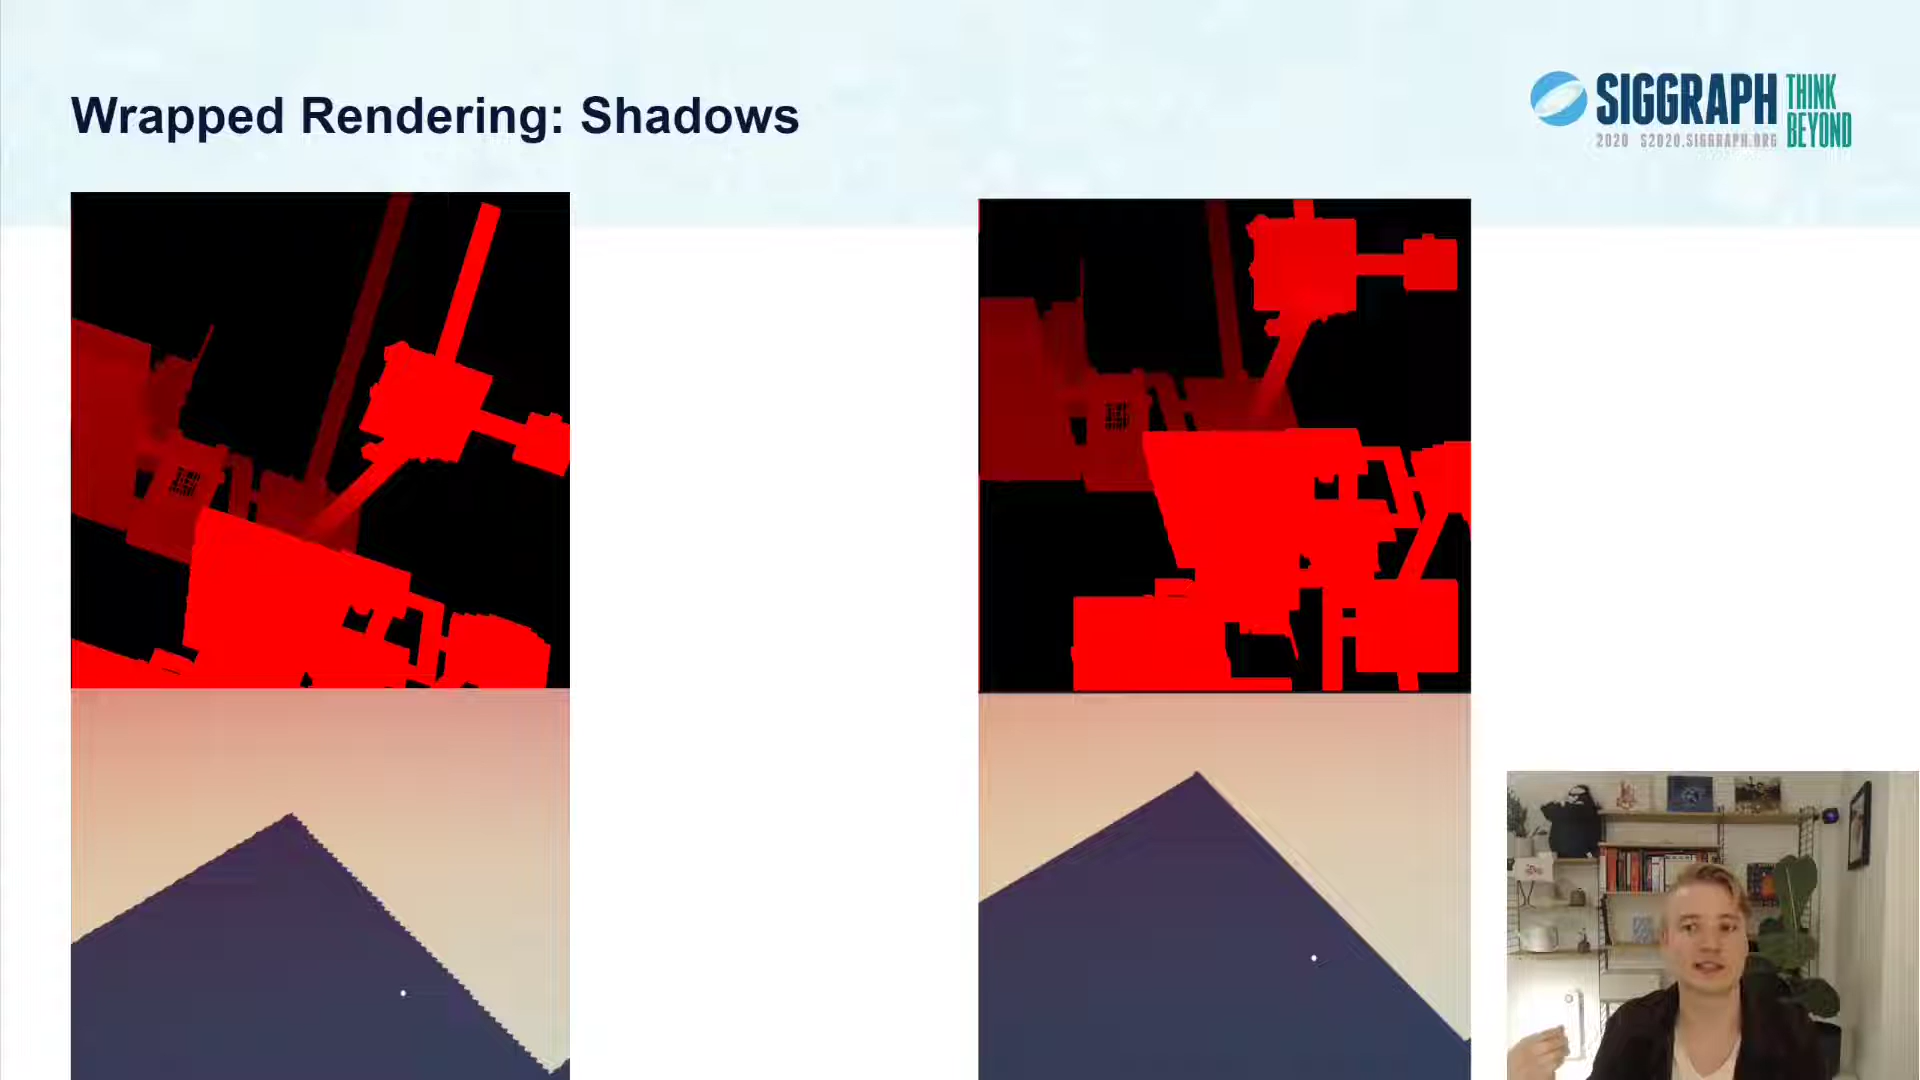 Wrapped Rendering: Shadows
SIGGRAPH
THINK
BEYOND
2020 S2020.SIGGRAPH.ORG